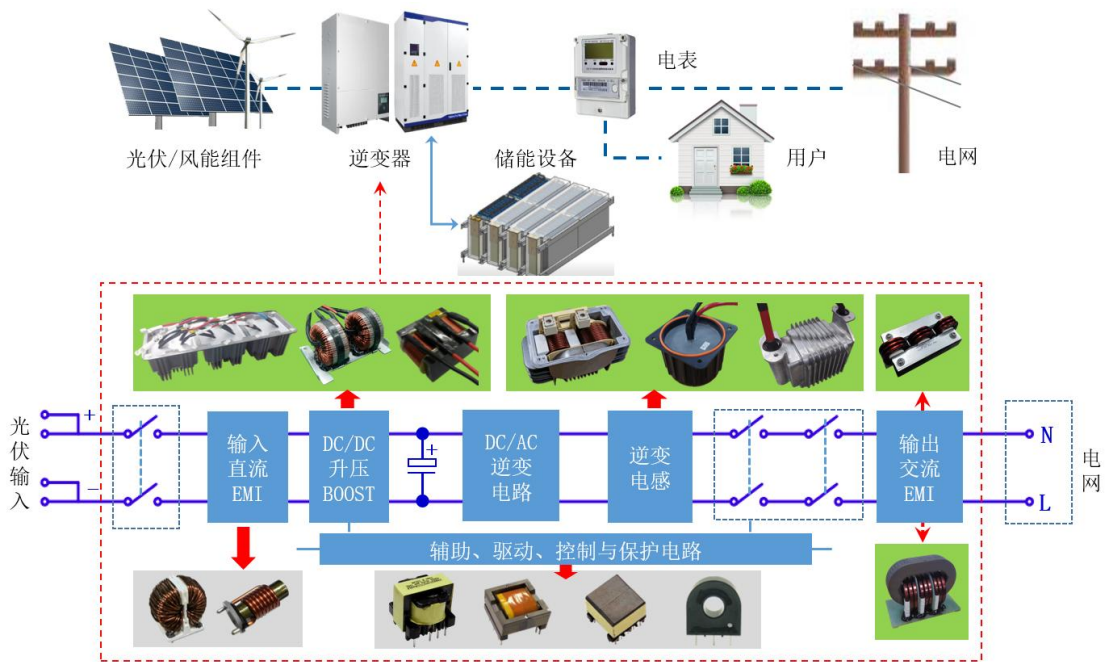 电表
光伏/风能组件
逆变器
储能设备
用户
电网
光伏输入
+
−
输入
直流
EMI
DC/DC
升压
BOOST
+
DC/AC
逆变
电路
逆变
电感
输出
交流
EMI
N
L
电网
辅助、驱动、控制与保护电路